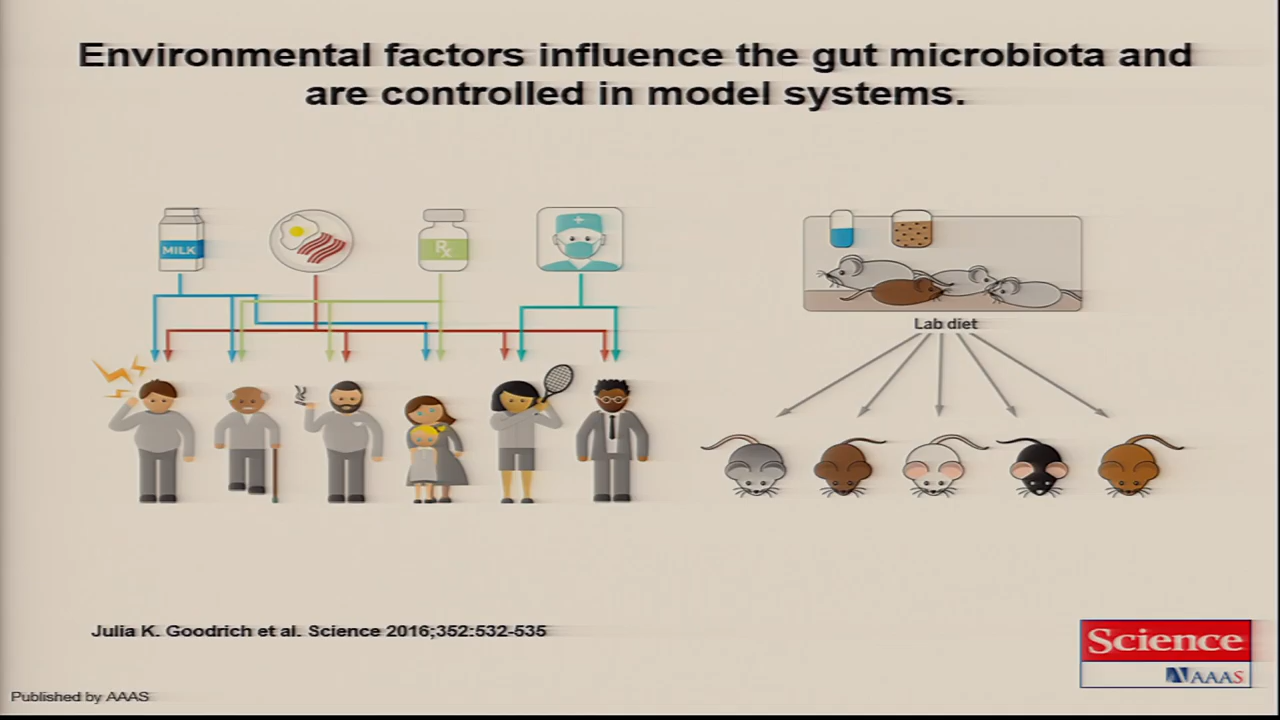 Environmental factors influence the gut microbiota and
are controlled in model systems.
MILK
Rx
Lab diet
Julia K. Goodrich et al. Science 2016;352:532-535
Science
AAAS
Published by AAAS